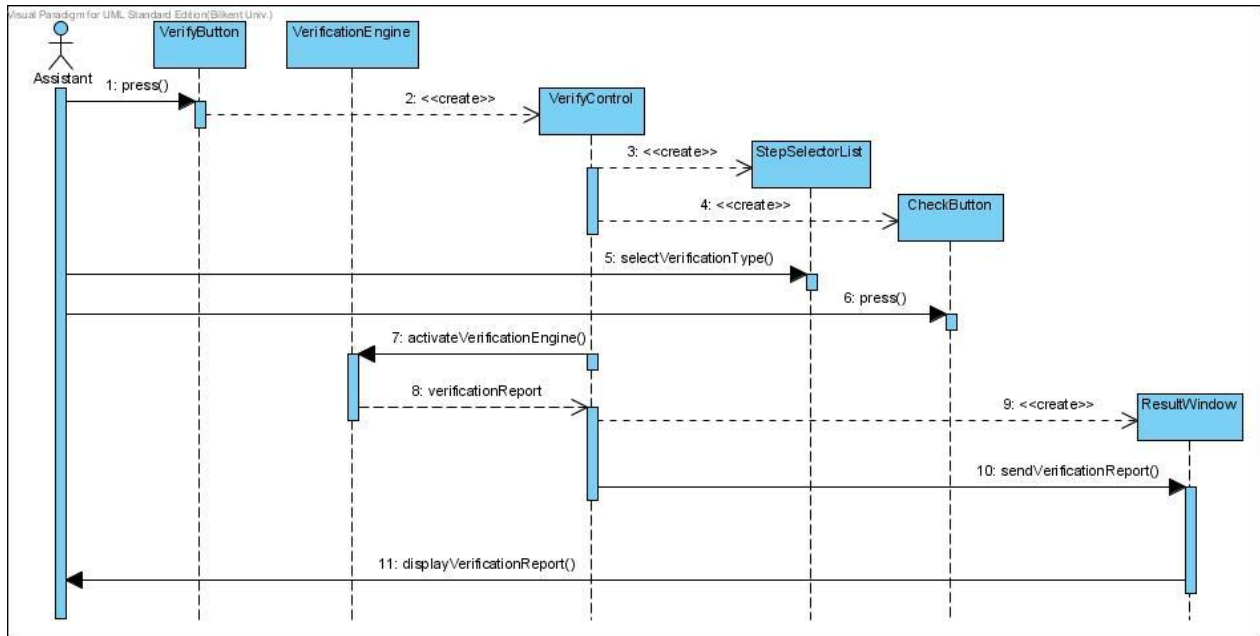 Visual Paradigm for UML Standard Edition(Bilkent Univ.)
VerifyButton
VerificationEngine
Assistant
1: press()
2: <<create>>
VerifyControl
3: <<create>>
StepSelectorList
4: <<create>>
CheckButton
5: selectVerificationType()
6: press()
7: activateVerificationEngine()
8: verificationReport
9: <<create>>
ResultWindow
10: sendVerificationReport()
11: displayVerificationReport()